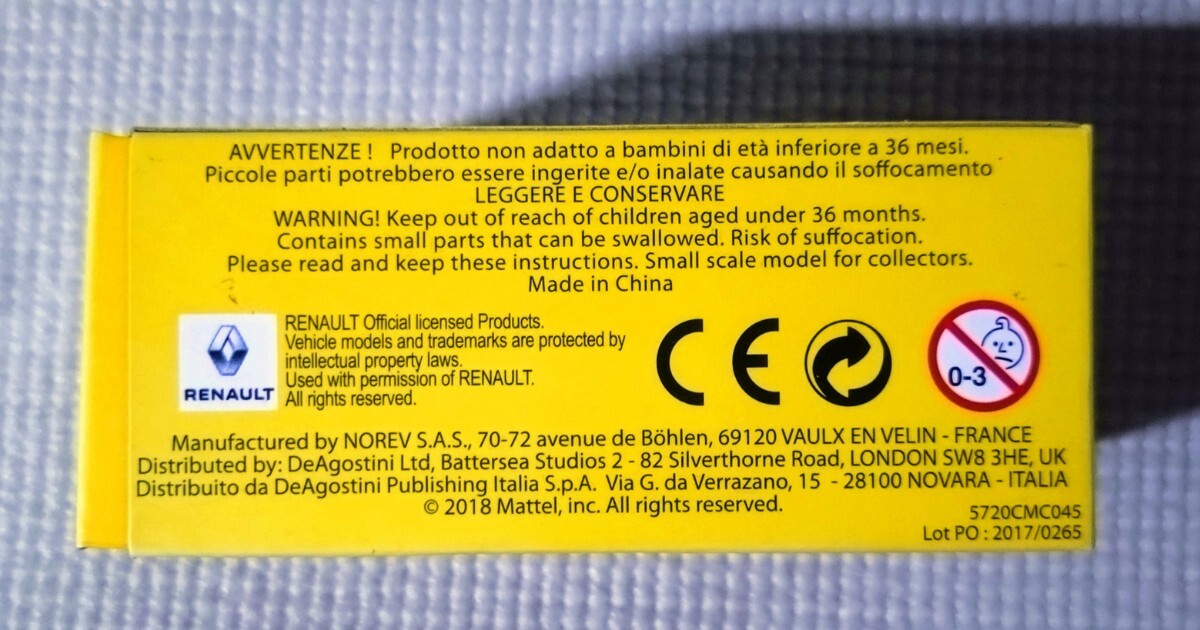 AVVERTENZE ! Prodotto non adatto a bambini di età inferiore a 36 mesi.
Piccole parti potrebbero essere ingerite e/o inalate causando il soffocamento
LEGGERE E CONSERVARE
WARNING! Keep out of reach of children aged under 36 months.
Contains small parts that can be swallowed. Risk of suffocation.
Please read and keep these instructions. Small scale model for collectors.
Made in China
RENAULT
RENAULT Official licensed Products.
Vehicle models and trademarks are protected by
intellectual property laws.
Used with permission of RENAULT.
All rights reserved.
CE
0-3
Manufactured by NOREV S.A.S., 70-72 avenue de Böhlen, 69120 VAULX EN VELIN - FRANCE
Distributed by: DeAgostini Ltd, Battersea Studios 2 - 82 Silverthorne Road, LONDON SW8 3HE, UK
Distribuito da DeAgostini Publishing Italia S.p.A. Via G. da Verrazano, 15 - 28100 NOVARA - ITALIA
© 2018 Mattel, inc. All rights reserved.
5720CMC045
Lot PO : 2017/0265